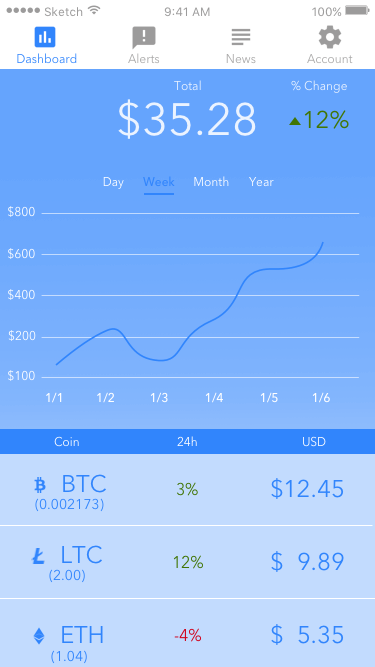 Sketch 9:41 AM 100%
Dashboard Alerts News Account
Total % Change
$35.28 12%
Day Week Month Year
$800
$600
$400
$200
$100
1/1 1/2 1/3 1/4 1/5 1/6
Coin 24h USD
BTC 3% $12.45
(0.002173)
LTC 12% $ 9.89
(2.00)
ETH -4% $ 5.35
(1.04)